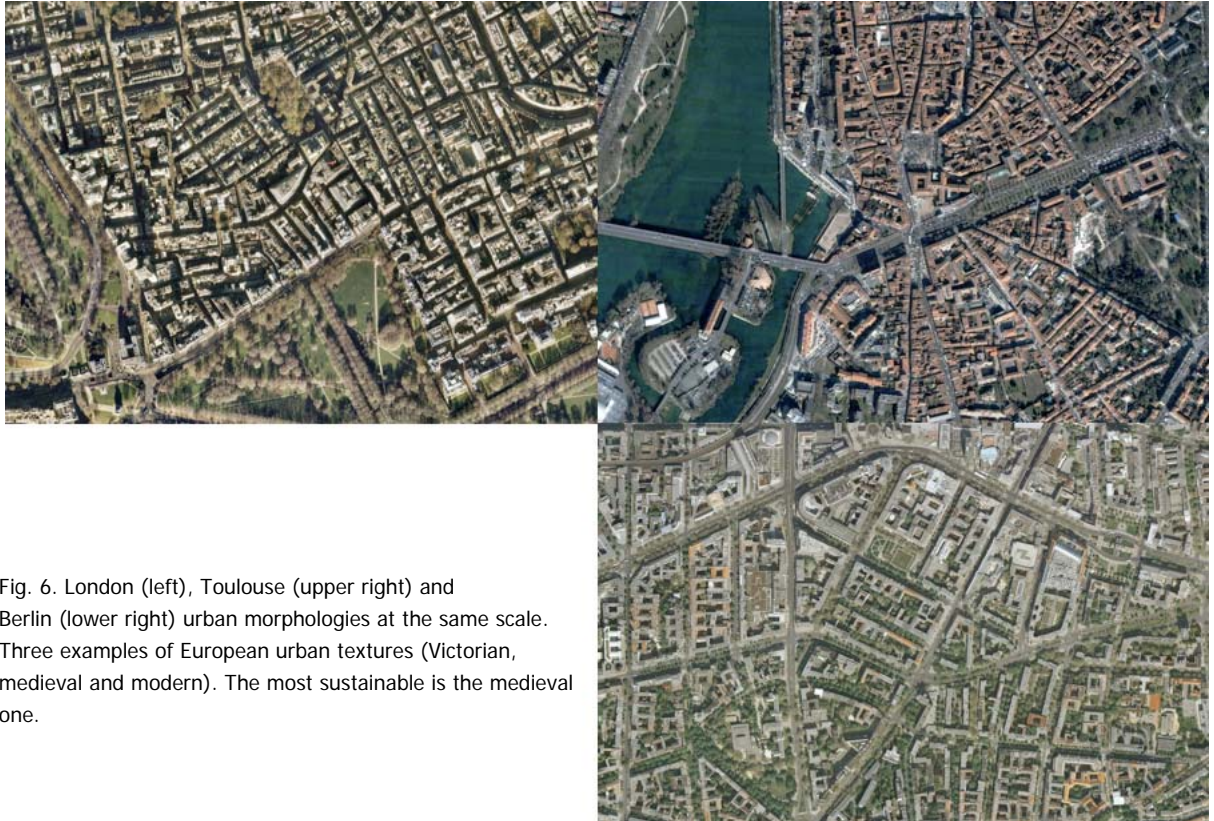 Fig. 6. London (left), Toulouse (upper right) and
Berlin (lower right) urban morphologies at the same scale.
Three examples of European urban textures (Victorian,
medieval and modern). The most sustainable is the medieval
one.